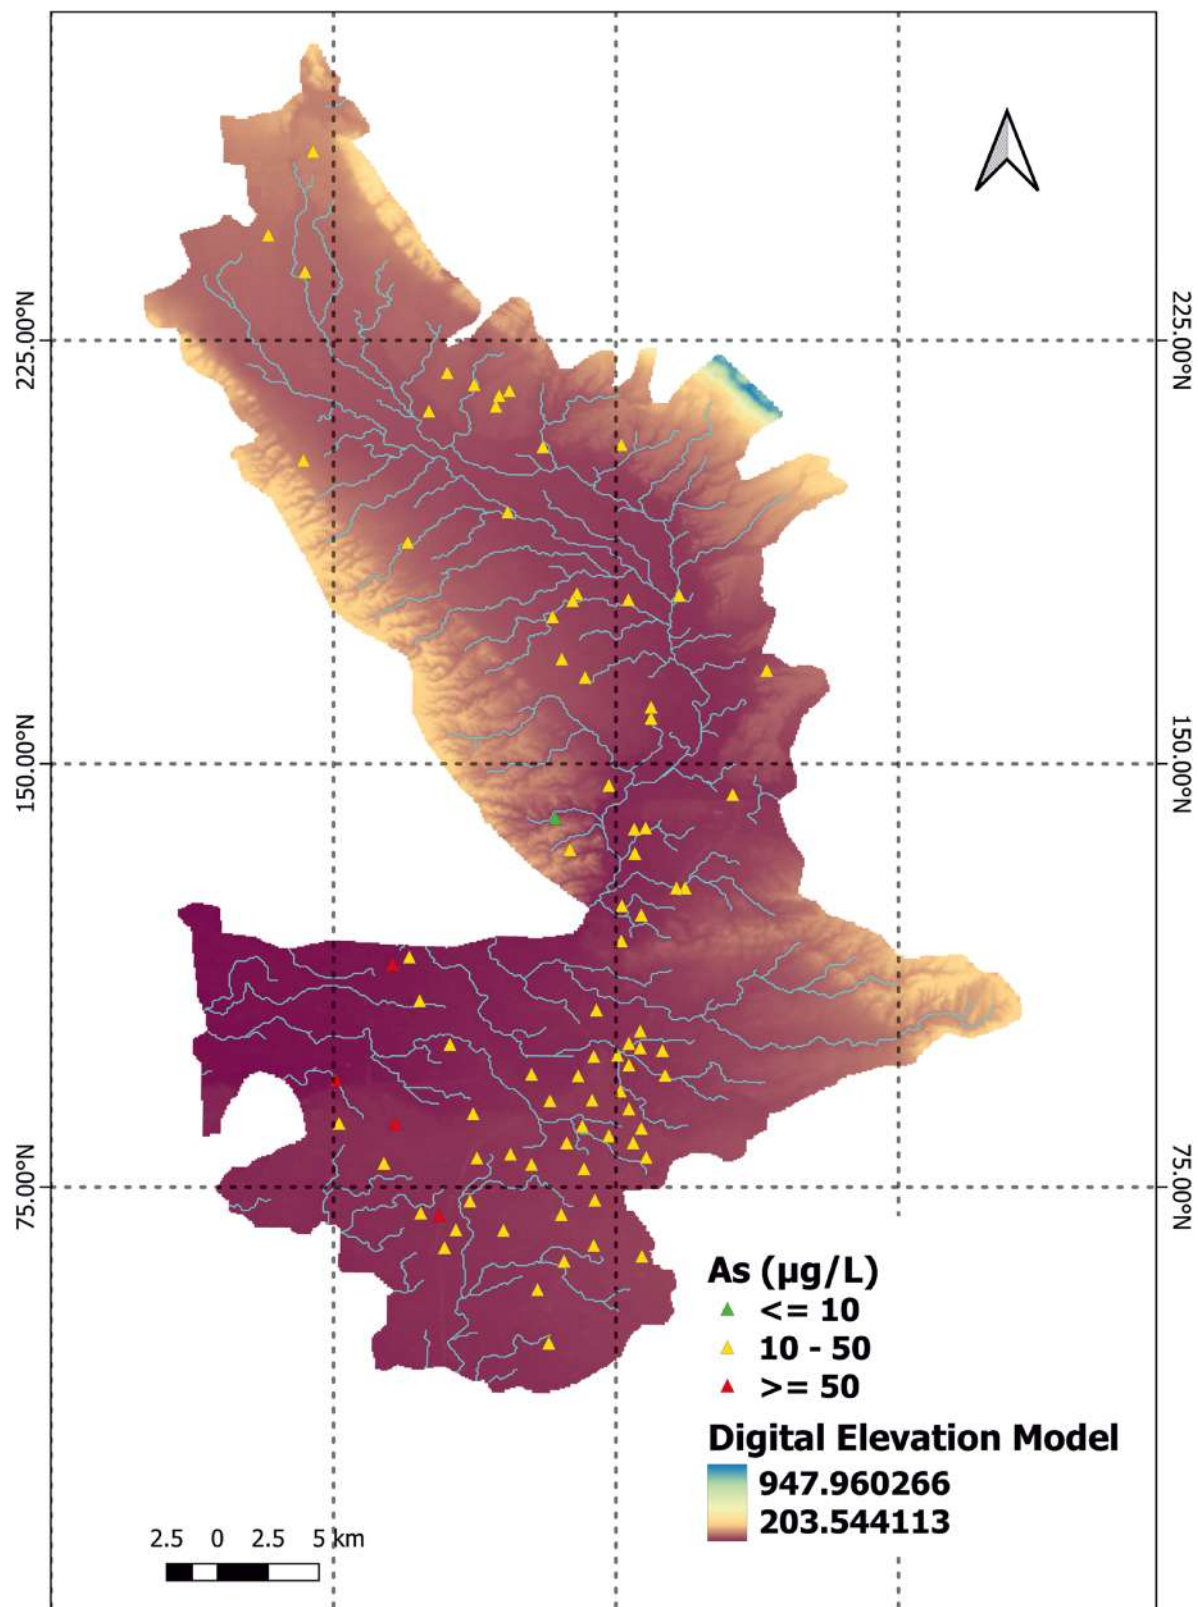 225.00°N
225.00°N
150.00°N
150.00°N
75.00°N
75.00°N
As (µg/L)
<= 10
10 - 50
>= 50
Digital Elevation Model
947.960266
203.544113
2.5 0 2.5 5 km